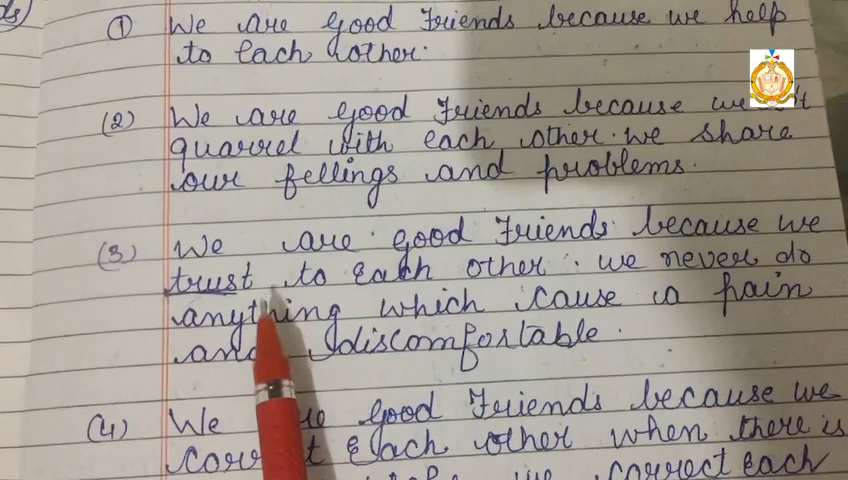 ① We are good Friends because we help
to each other.
(2) We are good Friends because we
quarrel with each other. we share
our fellings and problems.
(3) We are good Friends because we
trust to each other. we never do
anything which cause a pain
and discomfortable.
(4) We are good Friends because we
correct each other when there is
we correct each